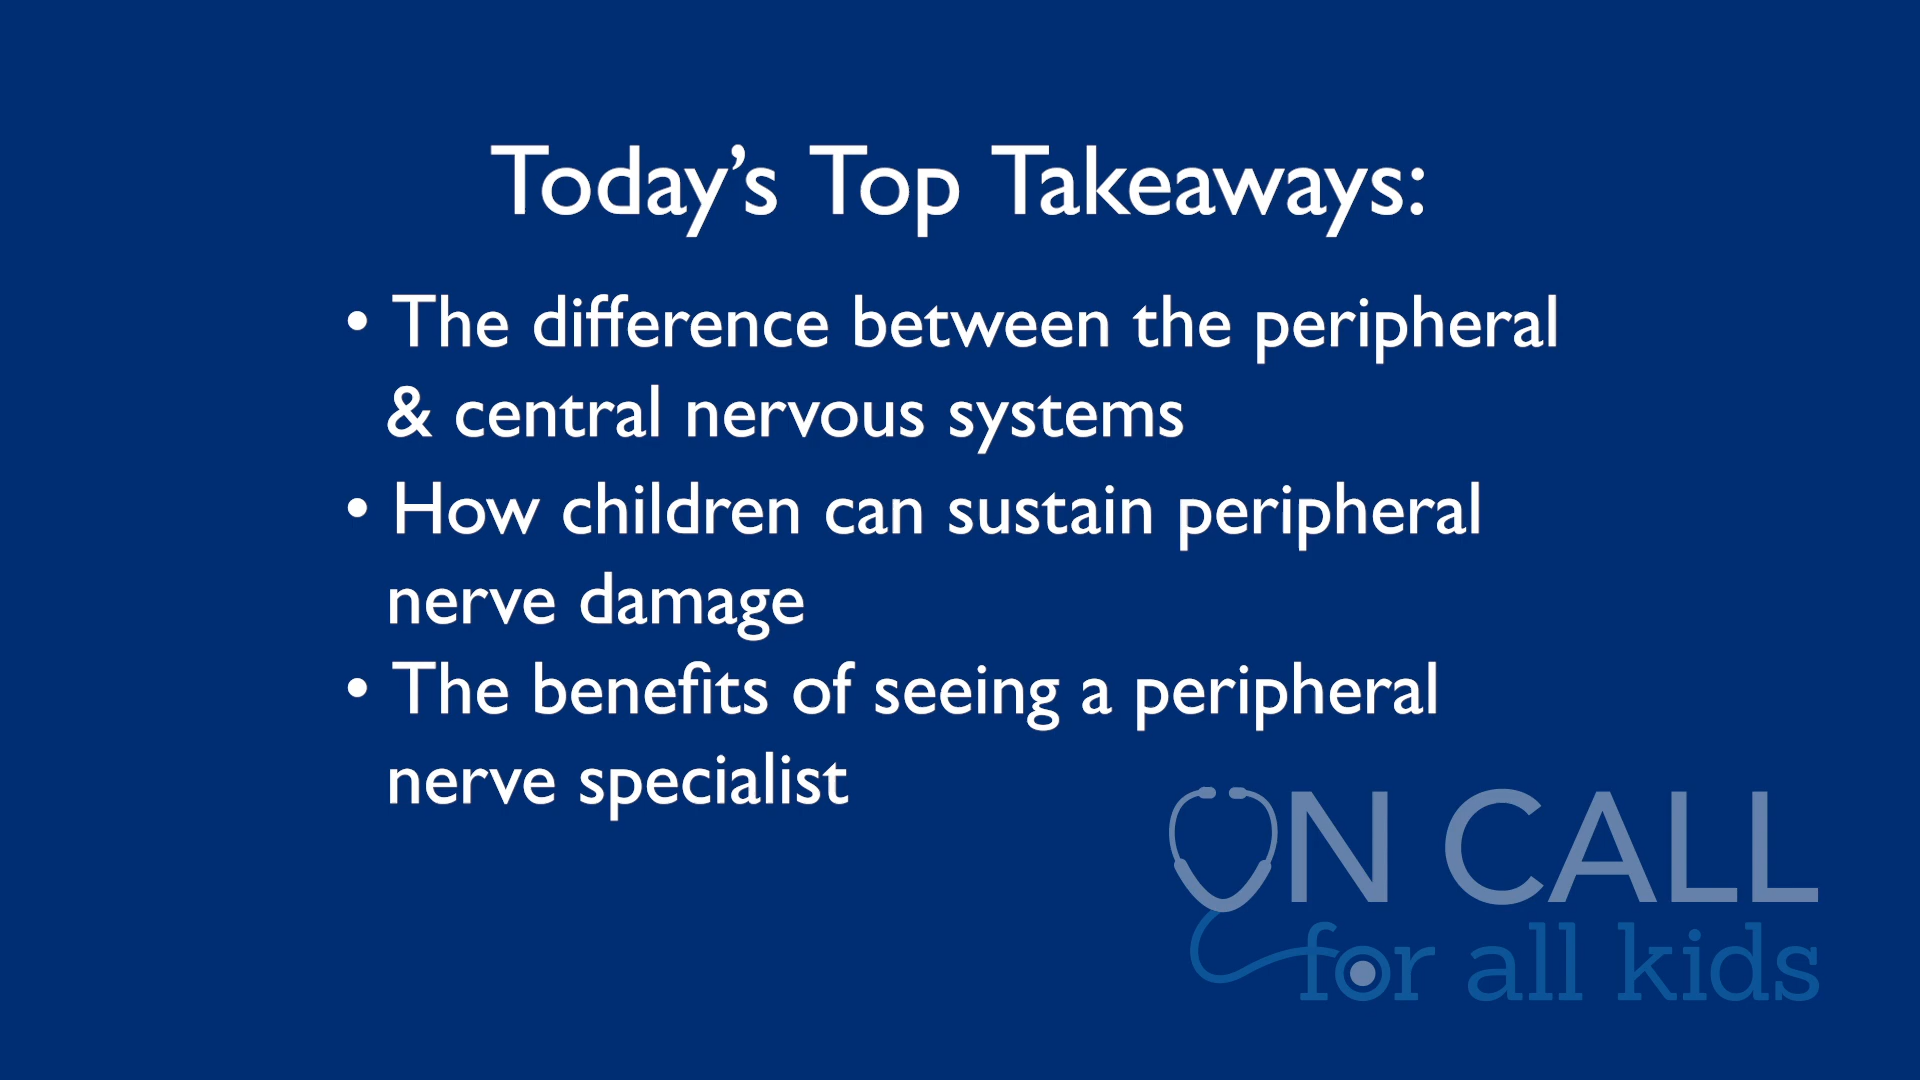 Today’s Top Takeaways:
• The difference between the peripheral
& central nervous systems
• How children can sustain peripheral
nerve damage
• The benefits of seeing a peripheral
nerve specialist
ON CALL
for all kids